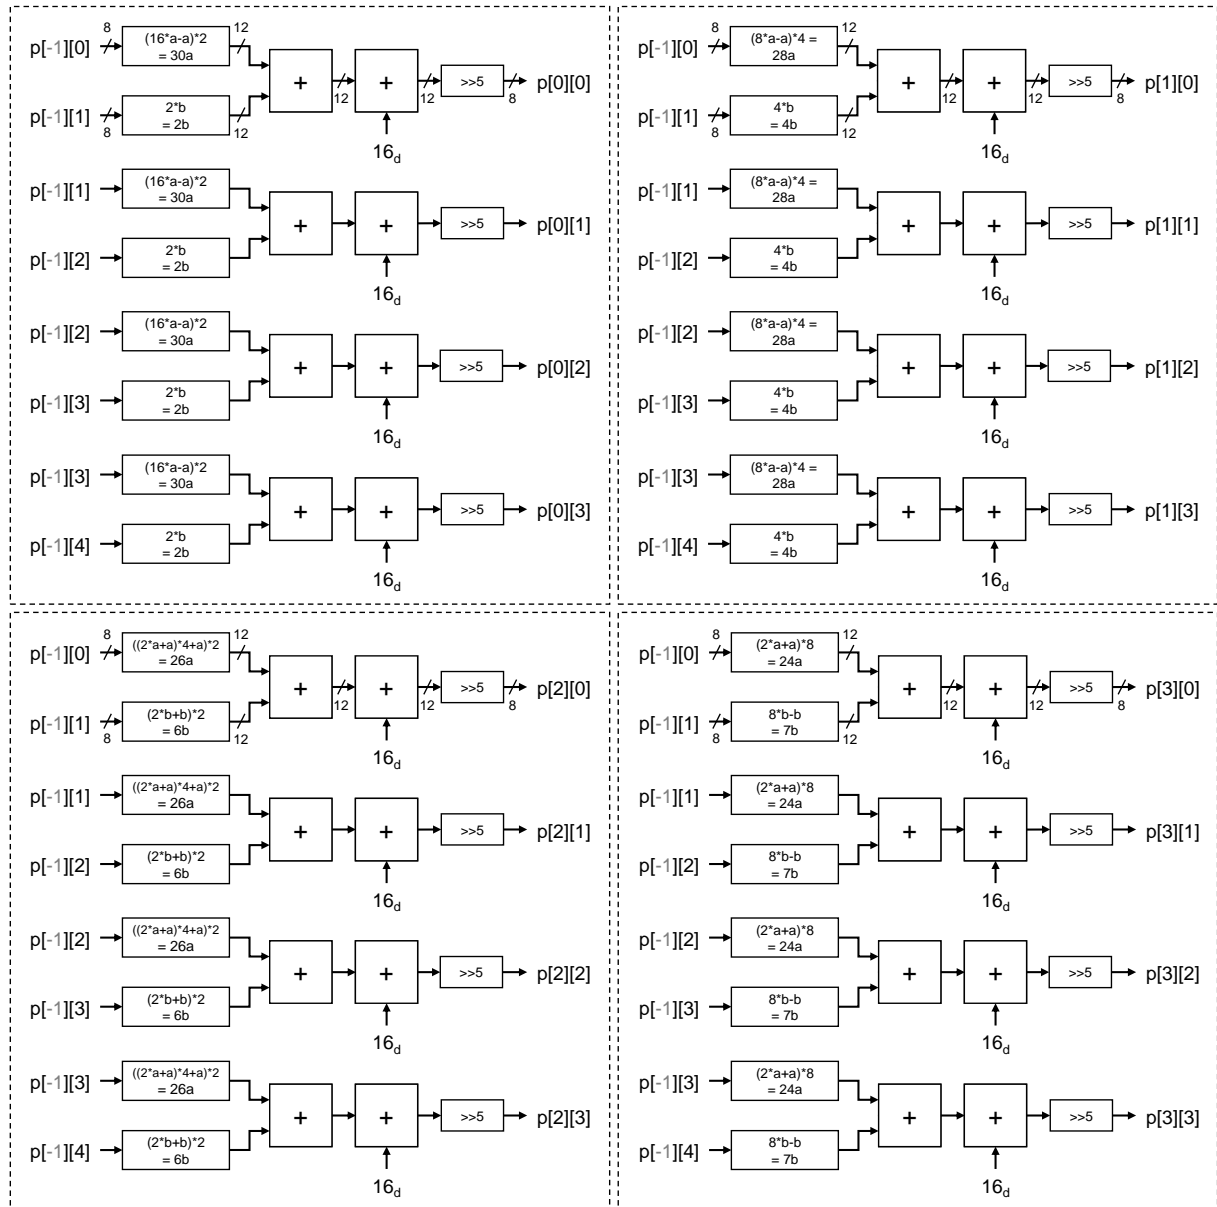 8
12
p[-1][0]
(16*a-a)*2
= 30a
+
+
>>5
p[0][0]
12
12
8
p[-1][1]
2*b
= 2b
8
12
16d
p[-1][1]
(16*a-a)*2
= 30a
+
+
>>5
p[0][1]
p[-1][2]
2*b
= 2b
16d
p[-1][2]
(16*a-a)*2
= 30a
+
+
>>5
p[0][2]
p[-1][3]
2*b
= 2b
16d
p[-1][3]
(16*a-a)*2
= 30a
+
+
>>5
p[0][3]
p[-1][4]
2*b
= 2b
16d
8
12
p[-1][0]
(8*a-a)*4 =
28a
+
+
>>5
p[1][0]
12
12
8
p[-1][1]
4*b
= 4b
8
12
16d
p[-1][1]
(8*a-a)*4 =
28a
+
+
>>5
p[1][1]
p[-1][2]
4*b
= 4b
16d
p[-1][2]
(8*a-a)*4 =
28a
+
+
>>5
p[1][2]
p[-1][3]
4*b
= 4b
16d
p[-1][3]
(8*a-a)*4 =
28a
+
+
>>5
p[1][3]
p[-1][4]
4*b
= 4b
16d
8
12
p[-1][0]
((2*a+a)*4+a)*2
= 26a
+
+
>>5
p[2][0]
12
12
8
p[-1][1]
(2*b+b)*2
= 6b
8
12
16d
p[-1][1]
((2*a+a)*4+a)*2
= 26a
+
+
>>5
p[2][1]
p[-1][2]
(2*b+b)*2
= 6b
16d
p[-1][2]
((2*a+a)*4+a)*2
= 26a
+
+
>>5
p[2][2]
p[-1][3]
(2*b+b)*2
= 6b
16d
p[-1][3]
((2*a+a)*4+a)*2
= 26a
+
+
>>5
p[2][3]
p[-1][4]
(2*b+b)*2
= 6b
16d
8
12
p[-1][0]
(2*a+a)*8
= 24a
+
+
>>5
p[3][0]
12
12
8
p[-1][1]
8*b-b
= 7b
8
12
16d
p[-1][1]
(2*a+a)*8
= 24a
+
+
>>5
p[3][1]
p[-1][2]
8*b-b
= 7b
16d
p[-1][2]
(2*a+a)*8
= 24a
+
+
>>5
p[3][2]
p[-1][3]
8*b-b
= 7b
16d
p[-1][3]
(2*a+a)*8
= 24a
+
+
>>5
p[3][3]
p[-1][4]
8*b-b
= 7b
16d